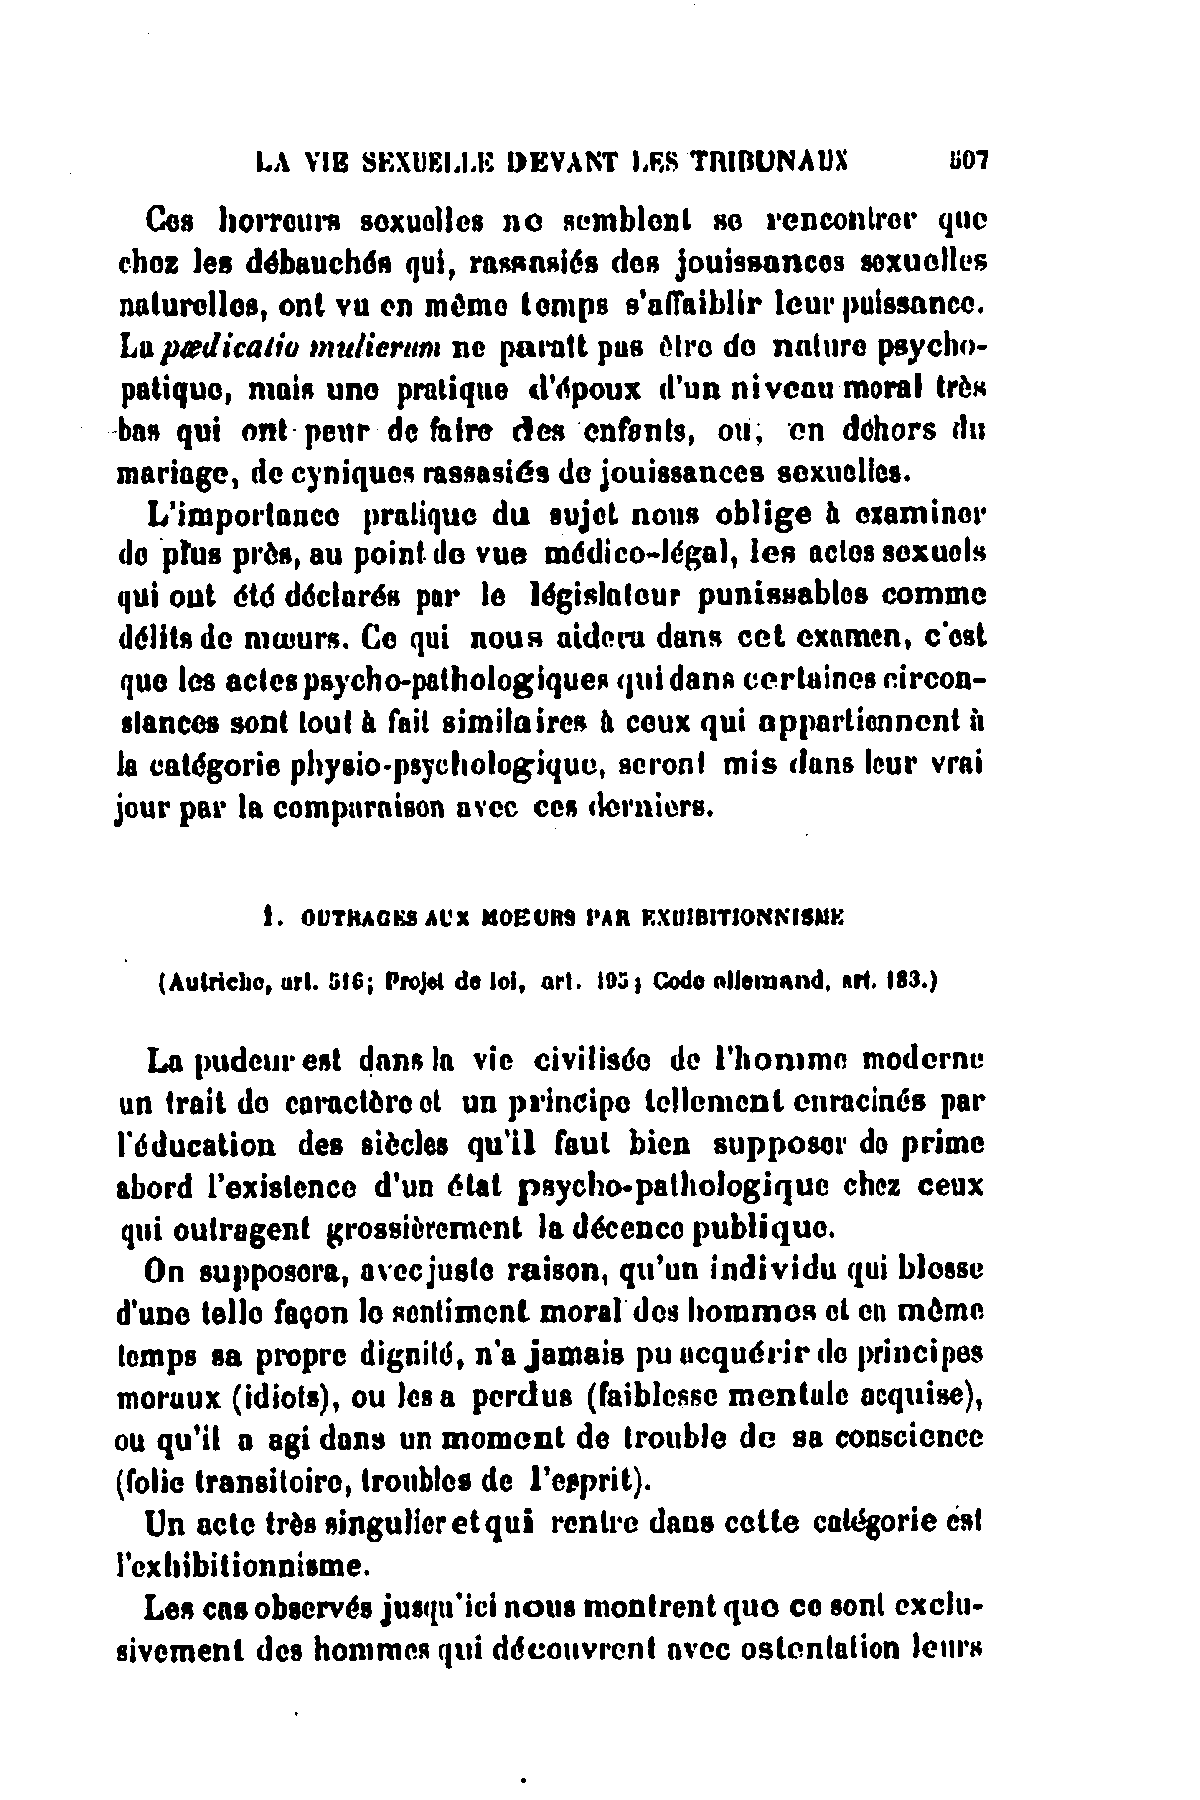 LA VIE SEXUELLE DEVANT LES TRIBUNAUX 507
Ces horreurs sexuelles ne semblent se rencontrer que
chez les débauchés qui, rassasiés des jouissances sexuelles
naturelles, ont vu en même temps s'affaiblir leur puissance.
La pædicatio mulierum ne paraît pas être de nature psycho-
patique, mais une pratique d'époux d'un niveau moral très
bas qui ont peur de faire des enfants, ou, en dehors du
mariage, de cyniques rassasiés de jouissances sexuelles.
L'importance pratique du sujet nous oblige à examiner
de plus près, au point de vue médico-légal, les actes sexuels
qui ont été déclarés par le législateur punissables comme
délits de mœurs. Ce qui nous aidera dans cet examen, c'est
que les actes psycho-pathologiques qui dans certaines circon-
stances sont tout à fait similaires à ceux qui appartiennent à
la catégorie physio-psychologique, seront mis dans leur vrai
jour par la comparaison avec ces derniers.
1. OUTRAGES AUX MOEURS PAR EXHIBITIONNISME
(Autriche, art. 516; Projet de loi, art. 195; Code allemand, art. 183.)
La pudeur est dans la vie civilisée de l'homme moderne
un trait de caractère et un principe tellement enracinés par
l'éducation des siècles qu'il faut bien supposer de prime
abord l'existence d'un état psycho-pathologique chez ceux
qui outragent grossièrement la décence publique.
On supposera, avec juste raison, qu'un individu qui blesse
d'une telle façon le sentiment moral des hommes et en même
temps sa propre dignité, n'a jamais pu acquérir de principes
moraux (idiots), ou les a perdus (faiblesse mentale acquise),
ou qu'il a agi dans un moment de trouble de sa conscience
(folie transitoire, troubles de l'esprit).
Un acte très singulier et qui rentre dans cette catégorie est
l'exhibitionnisme.
Les cas observés jusqu'ici nous montrent que ce sont exclu-
sivement des hommes qui découvrent avec ostentation leurs